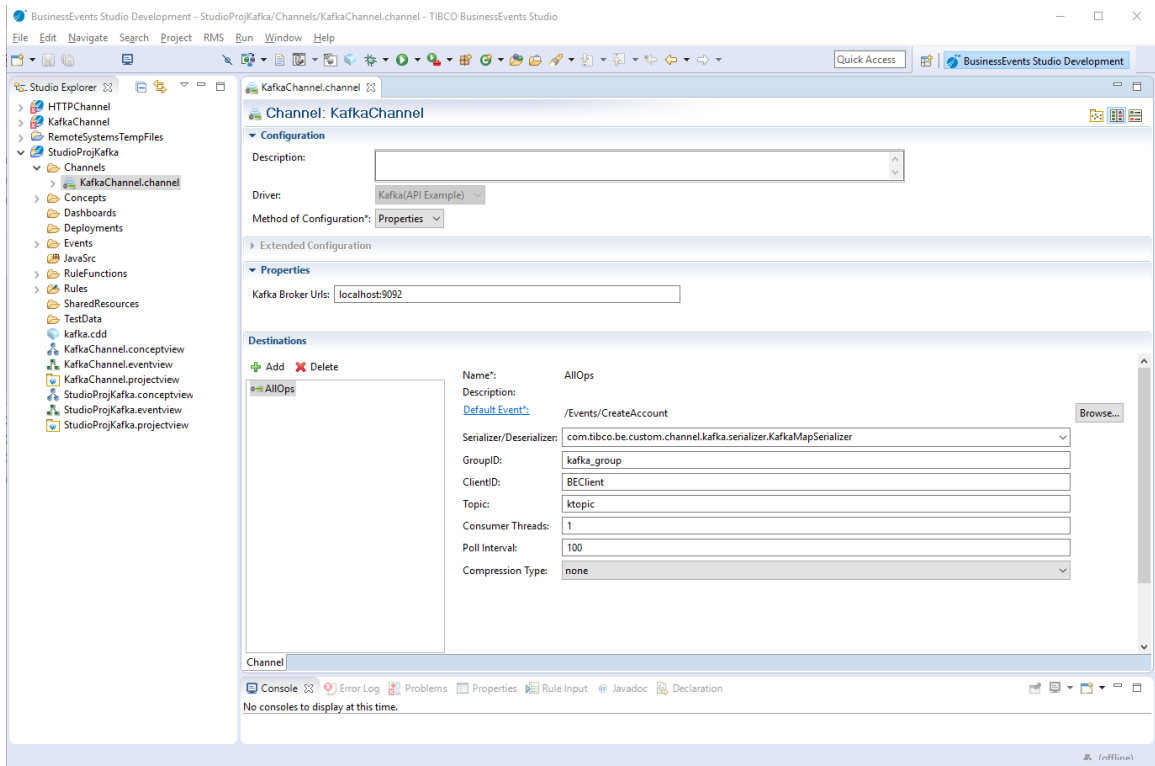 BusinessEvents Studio Development - StudioProjKafka/Channels/KafkaChannel.channel - TIBCO BusinessEvents Studio
File Edit Navigate Search Project RMS Run Window Help
Quick Access
BusinessEvents Studio Development
Studio Explorer
HTTPChannel
KafkaChannel
RemoteSystemsTempFiles
StudioProjKafka
Channels
KafkaChannel.channel
Concepts
Dashboards
Deployments
Events
JavaSrc
RuleFunctions
Rules
SharedResources
TestData
kafka.cdd
KafkaChannel.conceptview
KafkaChannel.eventview
KafkaChannel.projectview
StudioProjKafka.conceptview
StudioProjKafka.eventview
StudioProjKafka.projectview
KafkaChannel.channel
Channel: KafkaChannel
Configuration
Description:
Driver: Kafka(API Example)
Method of Configuration*: Properties
Extended Configuration
Properties
Kafka Broker Urls: localhost:9092
Destinations
Add Delete
AllOps
Name*: AllOps
Description:
Default Event*: /Events/CreateAccount Browse...
Serializer/Deserializer: com.tibco.be.custom.channel.kafka.serializer.KafkaMapSerializer
GroupID: kafka_group
ClientID: BEClient
Topic: ktopic
Consumer Threads: 1
Poll Interval: 100
Compression Type: none
Channel
Console Error Log Problems Properties Rule Input Javadoc Declaration
No consoles to display at this time.
(offline)